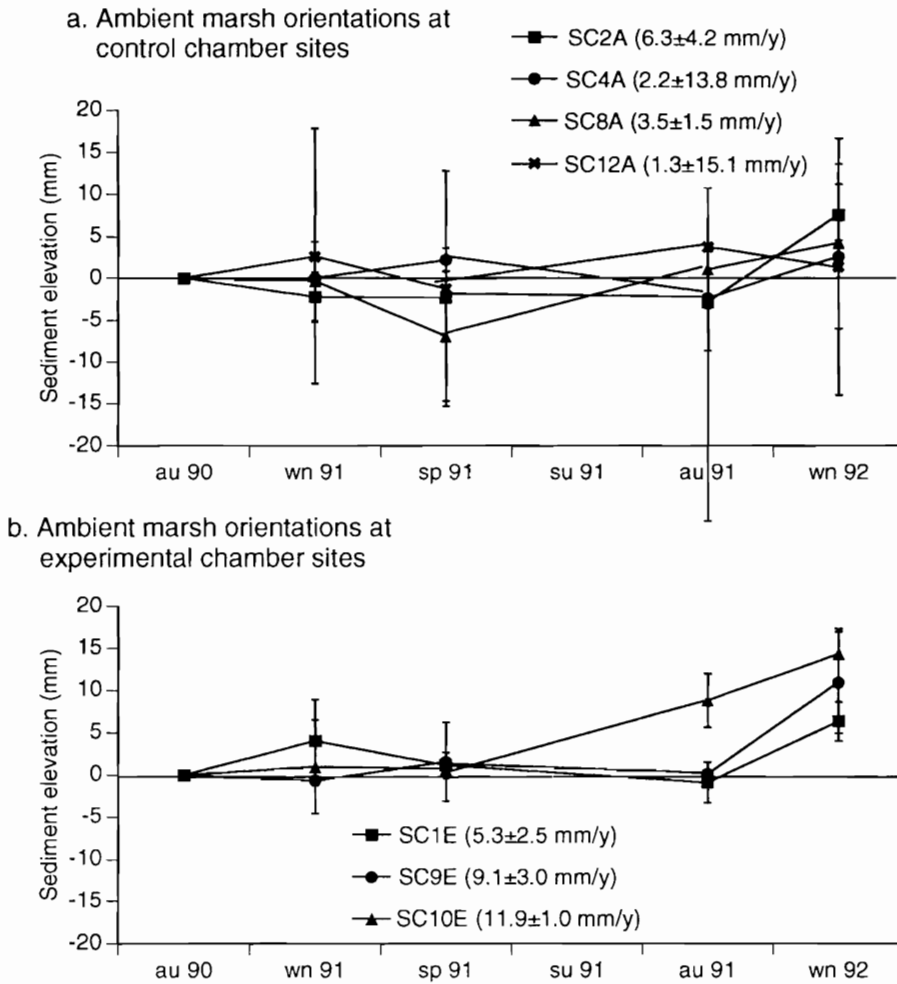 a. Ambient marsh orientations at
control chamber sites
SC2A (6.3±4.2 mm/y)
SC4A (2.2±13.8 mm/y)
SC8A (3.5±1.5 mm/y)
SC12A (1.3±15.1 mm/y)
Sediment elevation (mm)
20
15
10
5
0
-5
-10
-15
-20
au 90 wn 91 sp 91 su 91 au 91 wn 92
b. Ambient marsh orientations at
experimental chamber sites
Sediment elevation (mm)
20
15
10
5
0
-5
-10
-15
-20
SC1E (5.3±2.5 mm/y)
SC9E (9.1±3.0 mm/y)
SC10E (11.9±1.0 mm/y)
au 90 wn 91 sp 91 su 91 au 91 wn 92